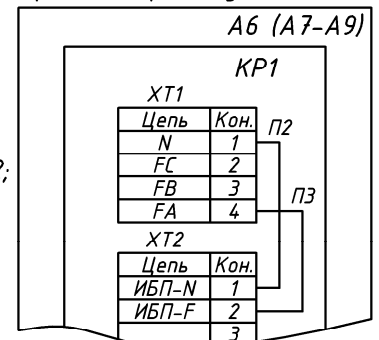 А6 (А7-А9)
КР1
ХТ1
Цепь Кон.
N 1
FC 2
FB 3
FA 4
П2
П3
ХТ2
Цепь Кон.
ИБП-N 1
ИБП-F 2
3